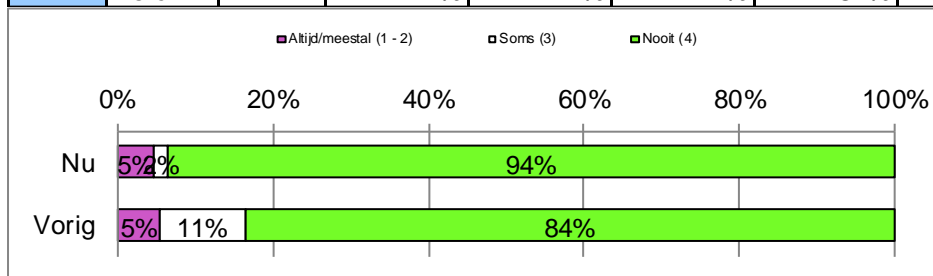 Altijd/meestal (1 - 2) Soms (3) Nooit (4)
0% 20% 40% 60% 80% 100%
Nu 5% 2% 94%
Vorig 5% 11% 84%